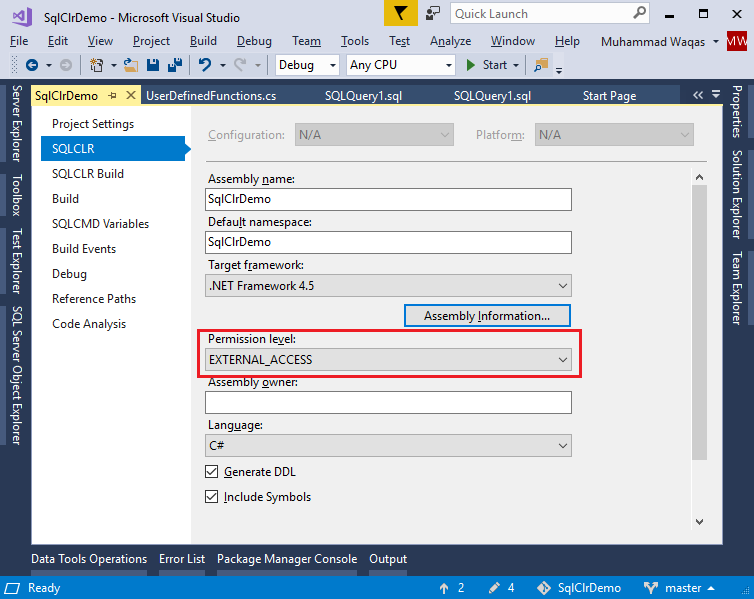 SqlClrDemo - Microsoft Visual Studio
Quick Launch
File Edit View Project Build Debug Team Tools Test Analyze Window Help Muhammad Waqas MW
Debug Any CPU Start
SqlClrDemo UserDefinedFunctions.cs SQLQuery1.sql SQLQuery1.sql Start Page
Server Explorer
Toolbox
Test Explorer
SQL Server Object Explorer
Project Settings
SQLCLR
SQLCLR Build
Build
SQLCMD Variables
Build Events
Debug
Reference Paths
Code Analysis
Configuration: N/A Platform: N/A
Assembly name:
SqlClrDemo
Default namespace:
SqlClrDemo
Target framework:
.NET Framework 4.5
Assembly Information...
Permission level:
EXTERNAL_ACCESS
Assembly owner:
Language:
C#
Generate DDL
Include Symbols
Properties
Solution Explorer
Team Explorer
Data Tools Operations Error List Package Manager Console Output
Ready 2 4 SqlClrDemo master